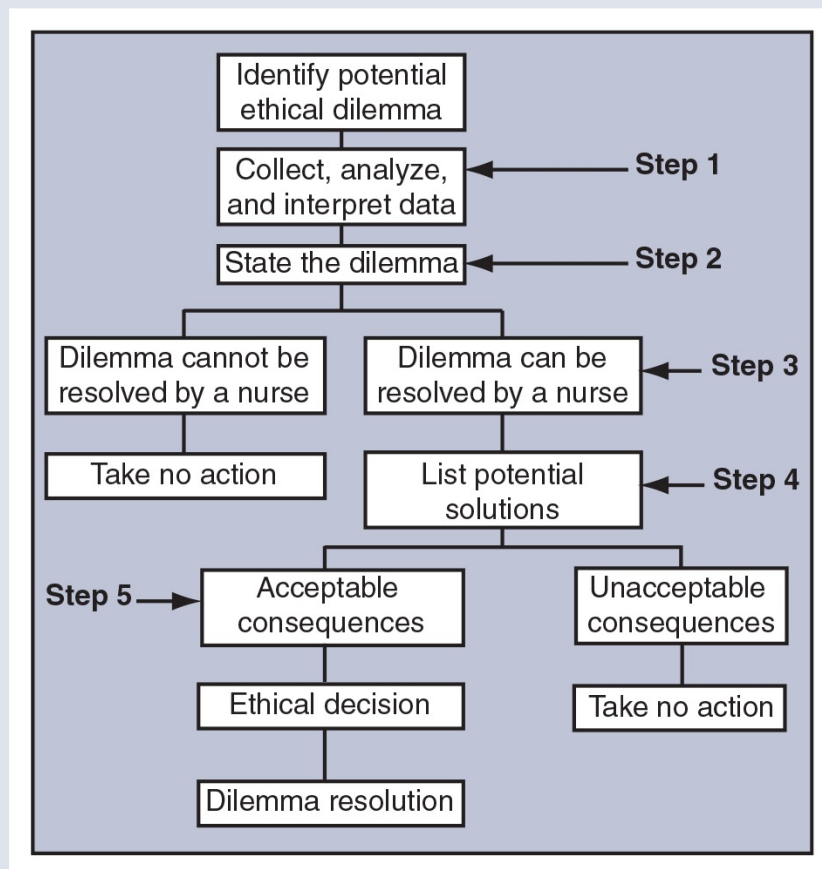 Identify potential
ethical dilemma
Collect, analyze,
and interpret data
Step 1
State the dilemma
Step 2
Dilemma cannot be
resolved by a nurse
Dilemma can be
resolved by a nurse
Step 3
Take no action
List potential
solutions
Step 4
Step 5
Acceptable
consequences
Unacceptable
consequences
Ethical decision
Take no action
Dilemma resolution